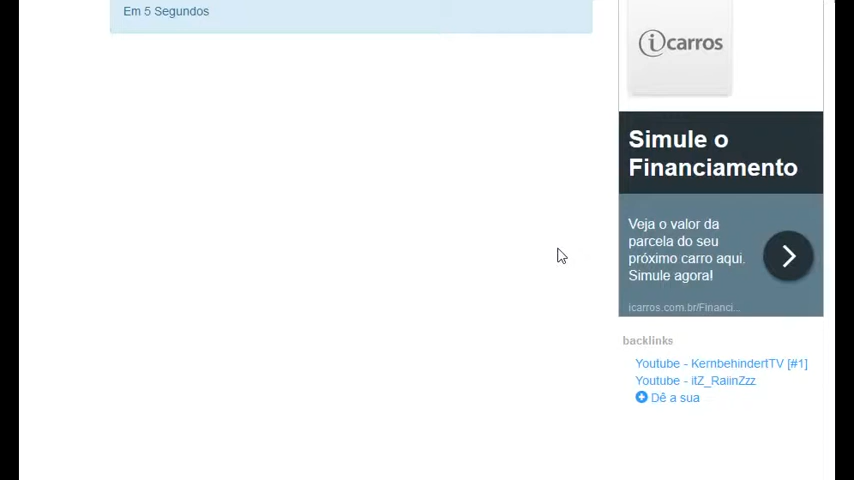 Em 5 Segundos
icarros
Simule o
Financiamento
Veja o valor da
parcela do seu
próximo carro aqui.
Simule agora!
icarros.com.br/Financi...
backlinks
Youtube - KernbehindertTV [#1]
Youtube - itZ_RaiinZzz
Dê a sua